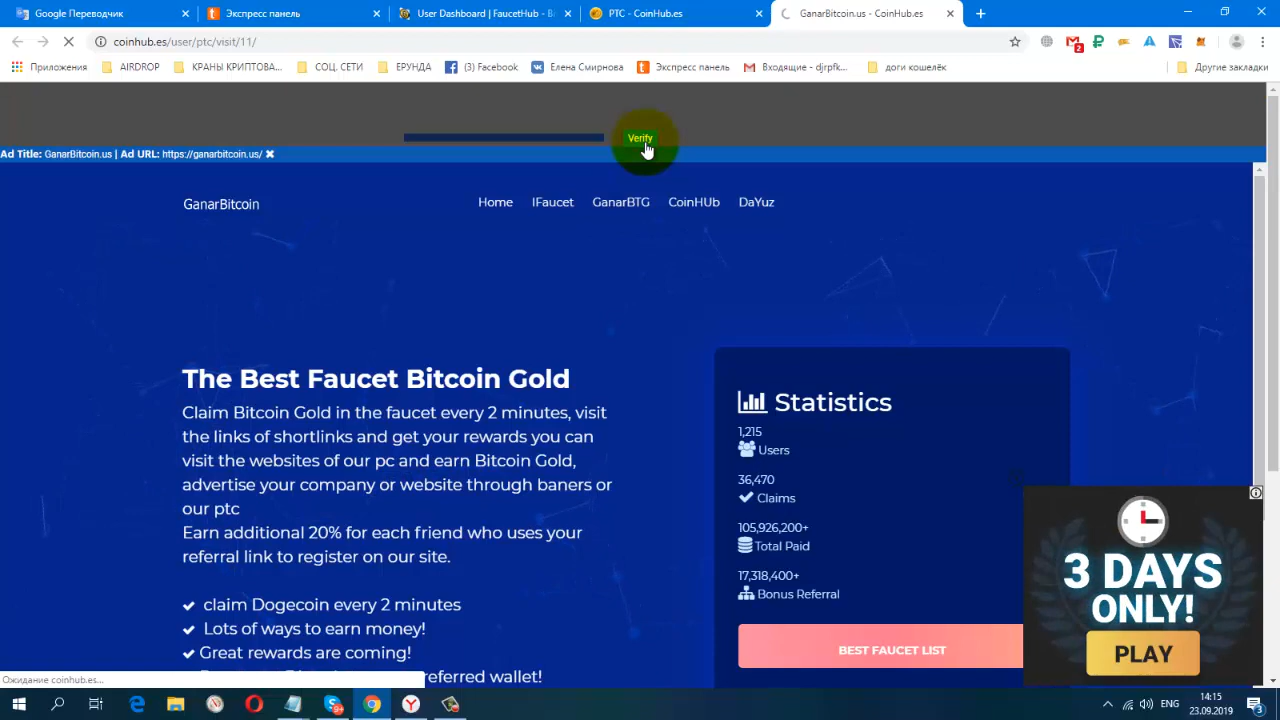 Google Переводчик
Экспресс панель
User Dashboard | FaucetHub - Bi
PTC - CoinHub.es
GanarBitcoin.us - CoinHub.es
coinhub.es/user/ptc/visit/11/
2
Приложения
AIRDROP
КРАНЫ КРИПТОВА...
СОЦ. СЕТИ
ЕРУНДА
(3) Facebook
Елена Смирнова
Экспресс панель
Входящие - djrpfk...
доги кошелёк
Другие закладки
Verify
Ad Title: GanarBitcoin.us | Ad URL: https://ganarbitcoin.us/ ✖
GanarBitcoin
Home
IFaucet
GanarBTG
CoinHUb
DaYuz
The Best Faucet Bitcoin Gold
Claim Bitcoin Gold in the faucet every 2 minutes, visit
the links of shortlinks and get your rewards you can
visit the websites of our pc and earn Bitcoin Gold,
advertise your company or website through baners or
our ptc
Earn additional 20% for each friend who uses your
referral link to register on our site.
claim Dogecoin every 2 minutes
Lots of ways to earn money!
Great rewards are coming!
referred wallet!
Statistics
1,215
Users
36,470
Claims
105,926,200+
Total Paid
17,318,400+
Bonus Referral
BEST FAUCET LIST
3 DAYS
ONLY!
PLAY
Ожидание coinhub.es...
ENG
14:15
23.09.2019
3